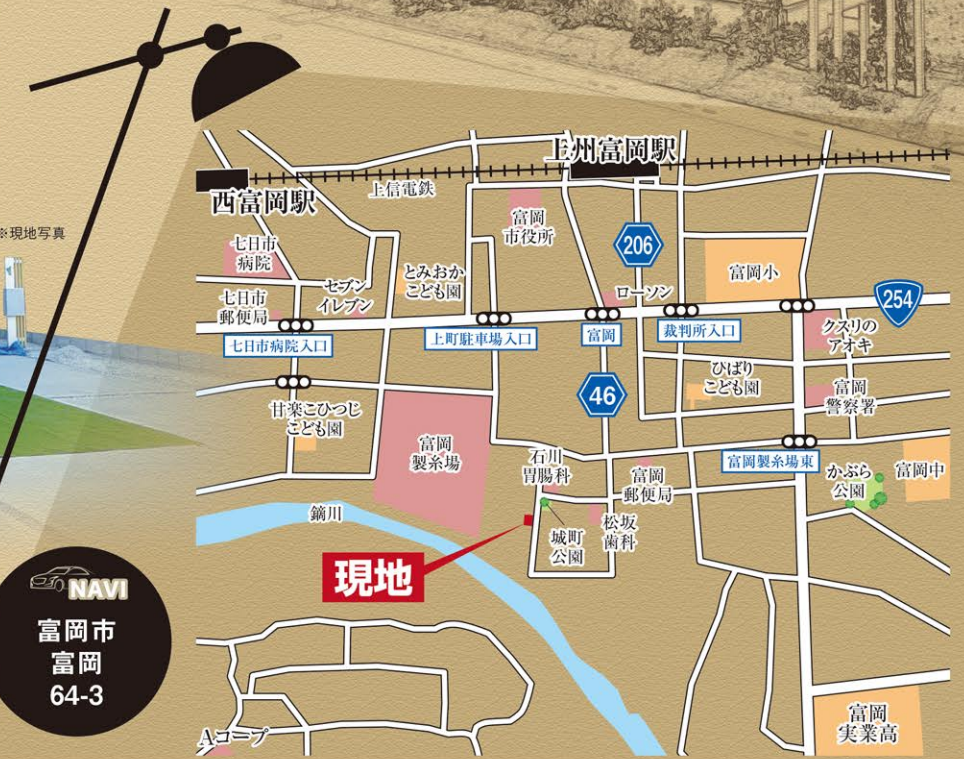 上州富岡駅
西富岡駅
上信電鉄
※現地写真
七日市
病院
富岡
市役所
206
富岡小
254
セブン
イレブン
とみおか
こども園
ローソン
七日市
郵便局
クスリの
アオキ
七日市病院入口
上町駐車場入口
富岡
裁判所入口
46
ひばり
こども園
富岡
警察署
甘楽こひつじ
こども園
富岡
製糸場
石川
胃腸科
富岡
郵便局
富岡製糸場東
かぶら
公園
富岡中
鏑川
城町
公園
松坂
歯科
現地
NAVI
富岡市
富岡
64-3
Aコープ
富岡
実業高